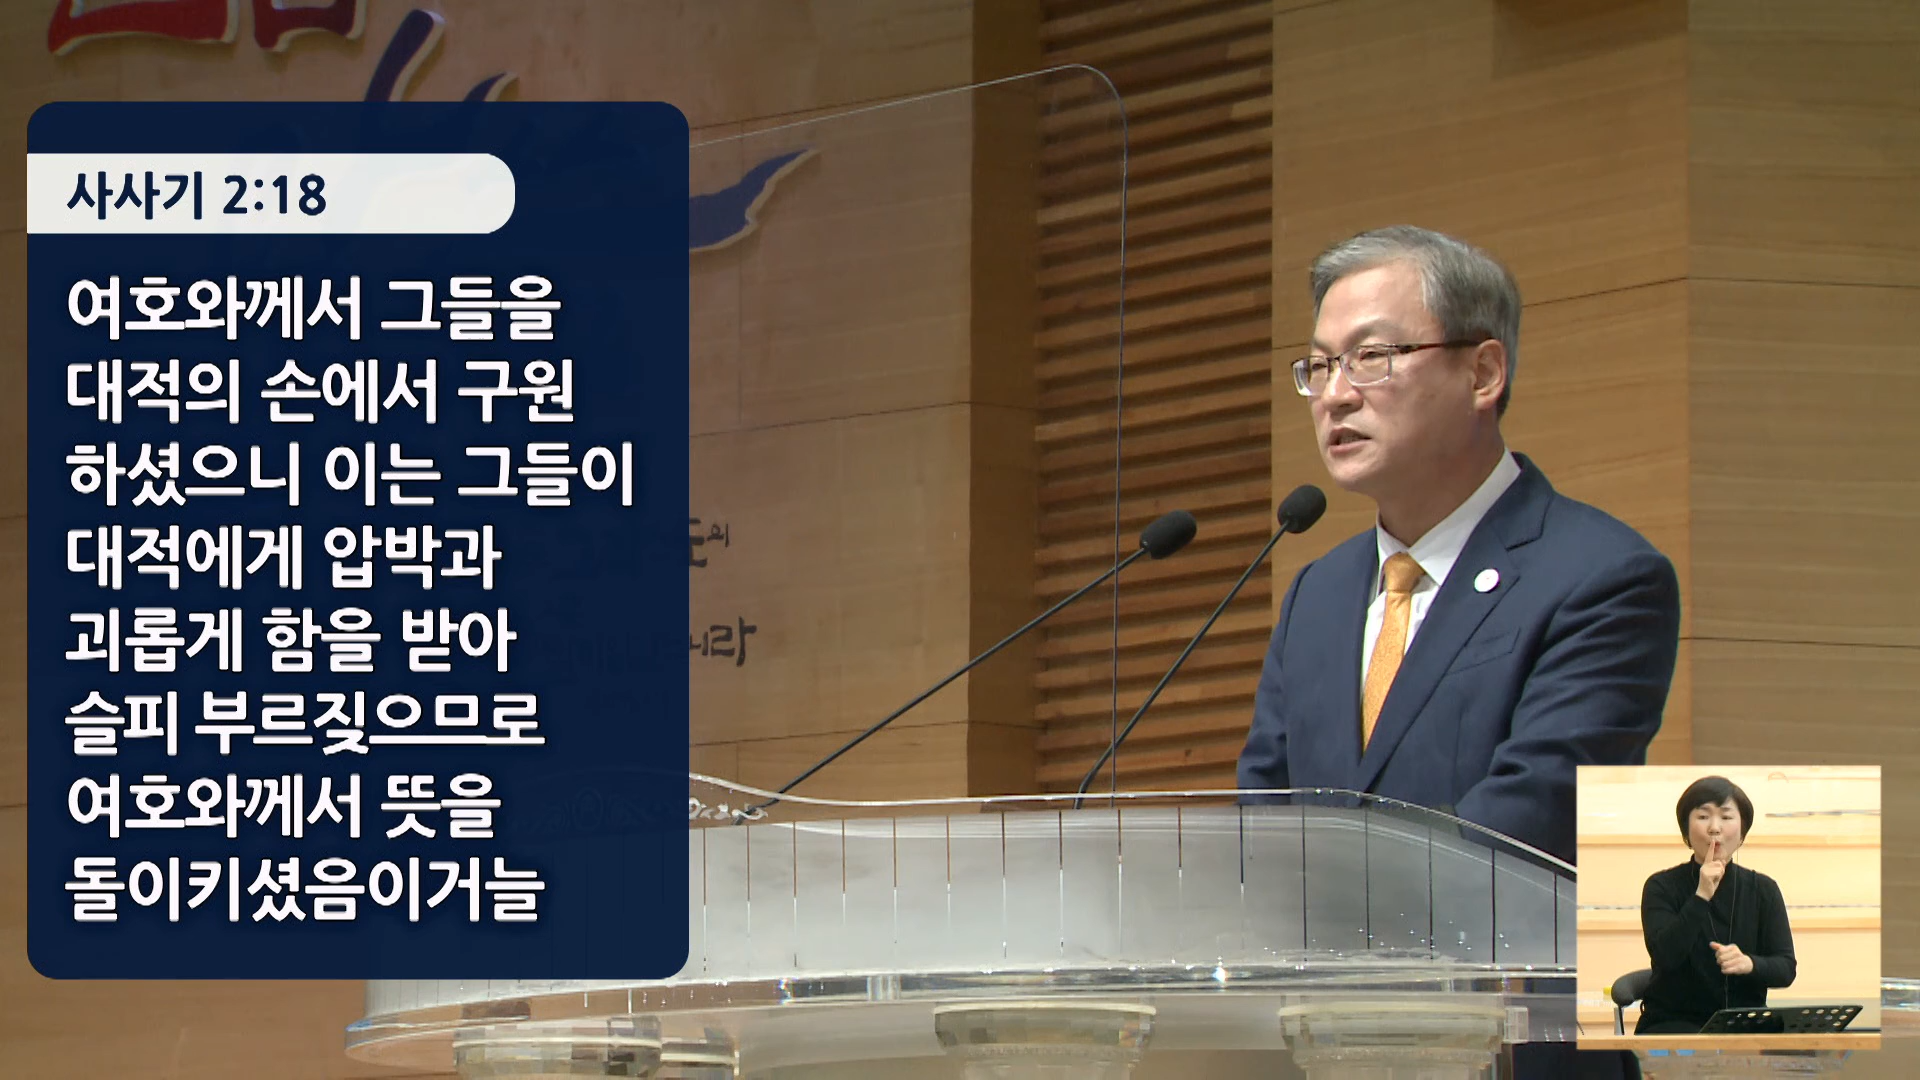 사사기 2:18
여호와께서 그들을
대적의 손에서 구원
하셨으니 이는 그들이
대적에게 압박과
괴롭게 함을 받아
슬피 부르짖으므로
여호와께서 뜻을
돌이키셨음이거늘